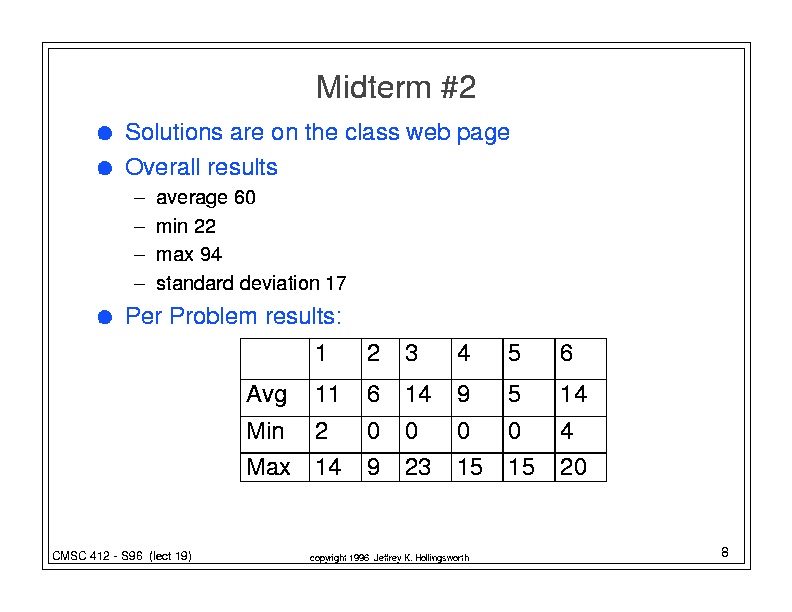 Midterm #2
● Solutions are on the class web page
● Overall results
– average 60
– min 22
– max 94
– standard deviation 17
● Per Problem results:
1 2 3 4 5 6
Avg 11 6 14 9 5 14
Min 2 0 0 0 0 4
Max 14 9 23 15 15 20
CMSC 412 - S96 (lect 19)
copyright 1996 Jeffrey K. Hollingsworth
8